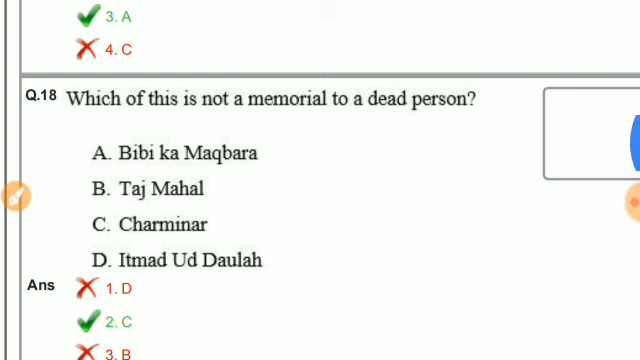 3. A
4. C
Q.18 Which of this is not a memorial to a dead person?
A. Bibi ka Maqbara
B. Taj Mahal
C. Charminar
D. Itmad Ud Daulah
Ans 1. D
2. C
3. B